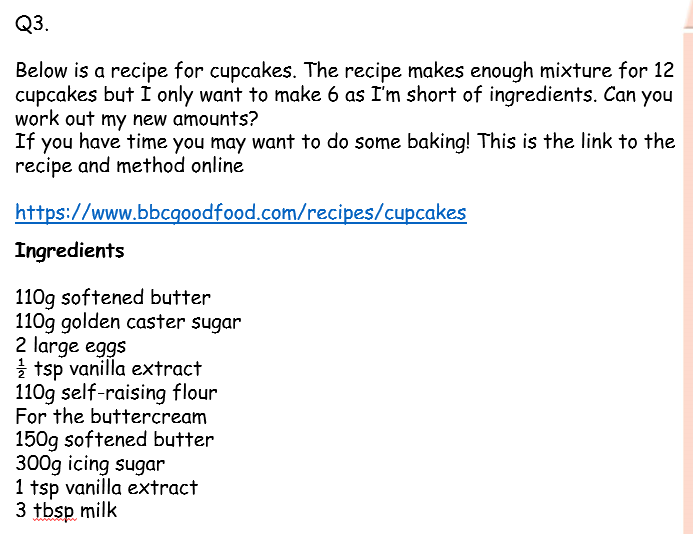 Q3.
Below is a recipe for cupcakes. The recipe makes enough mixture for 12
cupcakes but I only want to make 6 as I'm short of ingredients. Can you
work out my new amounts?
If you have time you may want to do some baking! This is the link to the
recipe and method online
https://www.bbcgoodfood.com/recipes/cupcakes
Ingredients
110g softened butter
110g golden caster sugar
2 large eggs
½ tsp vanilla extract
110g self-raising flour
For the buttercream
150g softened butter
300g icing sugar
1 tsp vanilla extract
3 tbsp milk